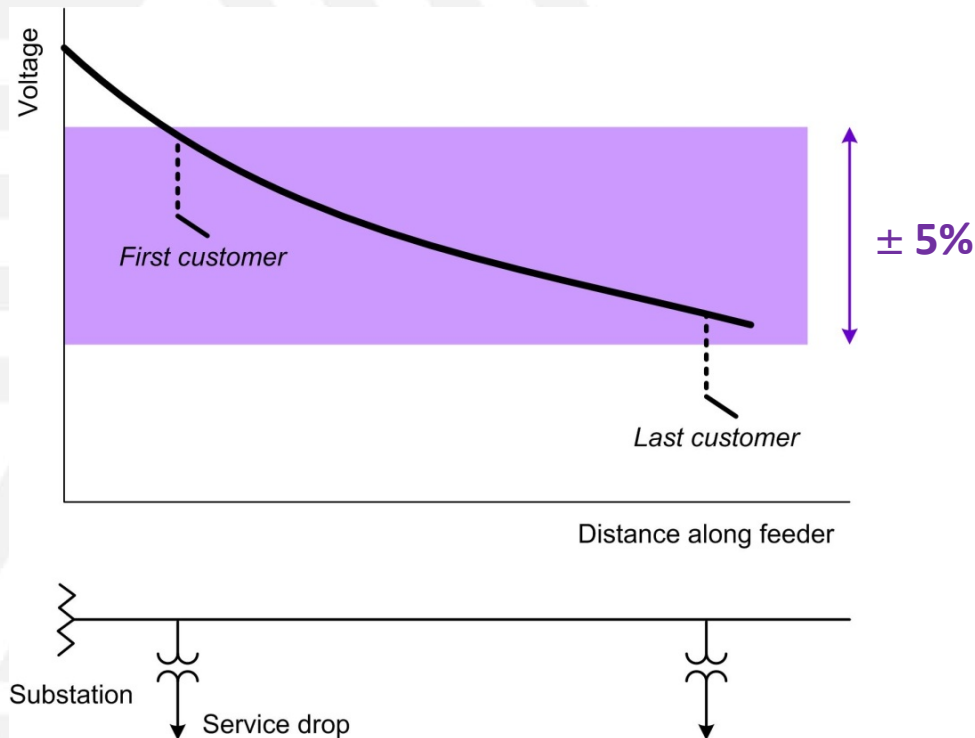 Voltage
± 5%
First customer
Last customer
Distance along feeder
Substation
Service drop